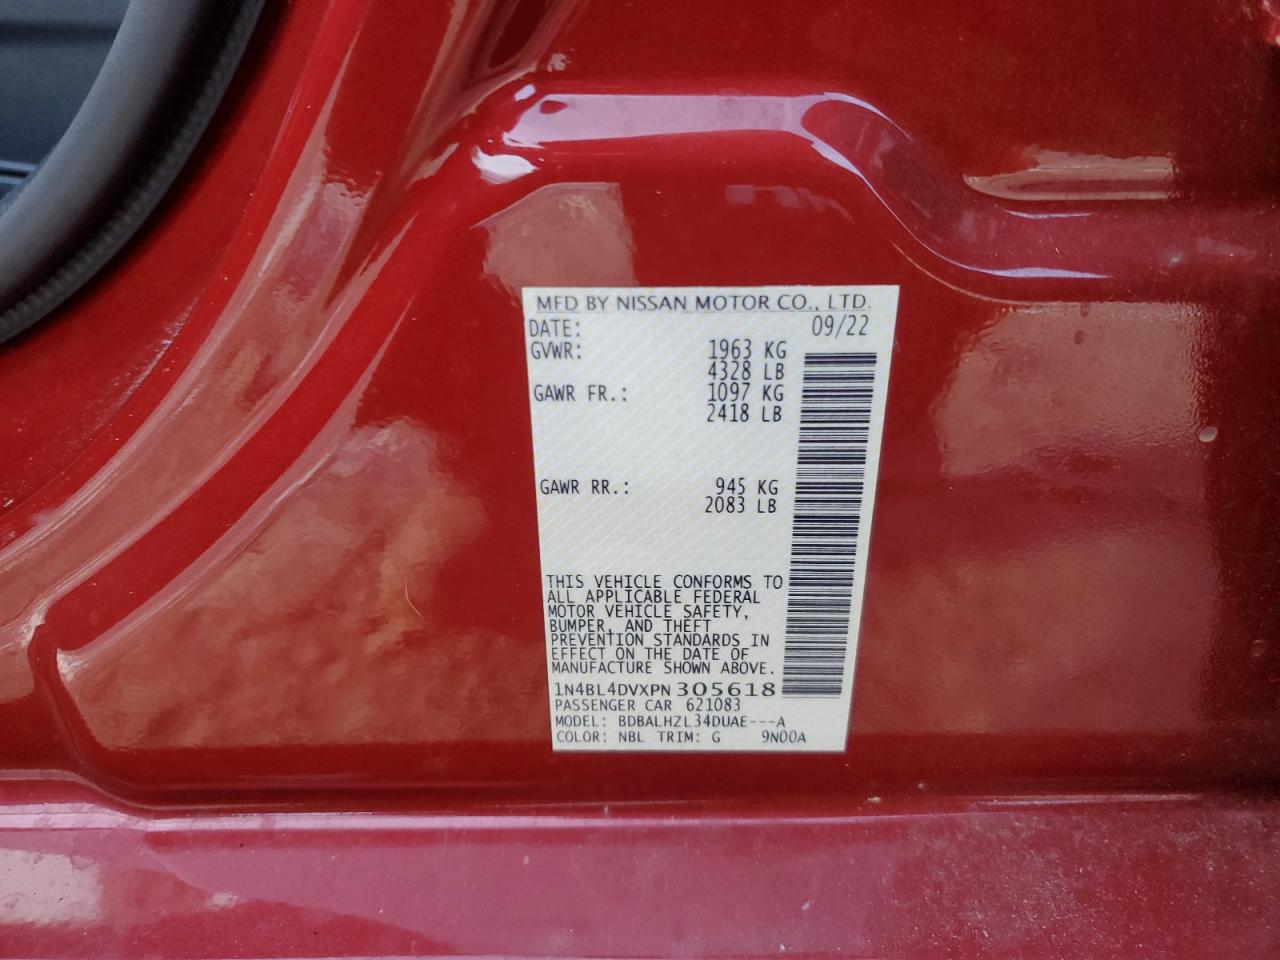 MFD BY NISSAN MOTOR CO., LTD.
DATE: 09/22
GVWR: 1963 KG
4328 LB
GAWR FR.: 1097 KG
2418 LB
GAWR RR.: 945 KG
2083 LB
THIS VEHICLE CONFORMS TO
ALL APPLICABLE FEDERAL
MOTOR VEHICLE SAFETY,
BUMPER, AND THEFT
PREVENTION STANDARDS IN
EFFECT ON THE DATE OF
MANUFACTURE SHOWN ABOVE.
1N4BL4DVXPN305618
PASSENGER CAR 621083
MODEL: BDBALHZL34DUAE---A
COLOR: NBL TRIM: G 9N00A